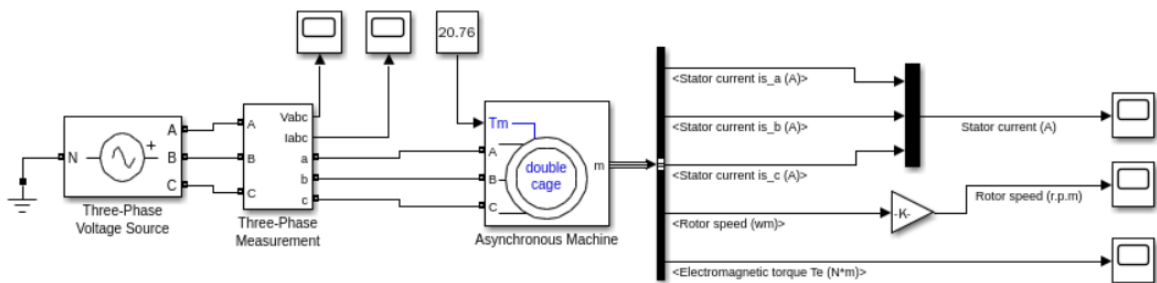 20.76
Vabc
Iabc
A
B
C
N
+
A
B
C
a
b
c
Tm
A
B
C
m
double
cage
<Stator current is_a (A)>
<Stator current is_b (A)>
<Stator current is_c (A)>
<Rotor speed (wm)>
<Electromagnetic torque Te (N*m)>
-K-
Stator current (A)
Rotor speed (r.p.m)
Three-Phase
Voltage Source
Three-Phase
Measurement
Asynchronous Machine